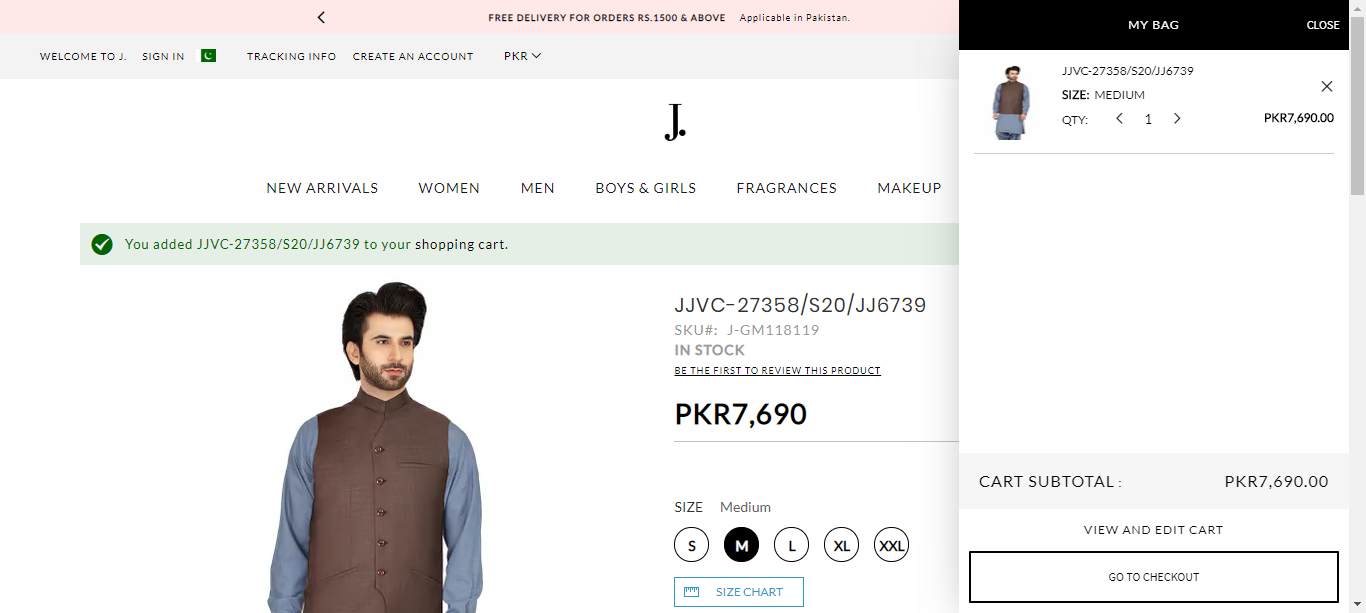 FREE DELIVERY FOR ORDERS RS.1500 & ABOVE Applicable in Pakistan.
WELCOME TO J. SIGN IN TRACKING INFO CREATE AN ACCOUNT PKR
J.
NEW ARRIVALS WOMEN MEN BOYS & GIRLS FRAGRANCES MAKEUP
You added JJVC-27358/S20/JJ6739 to your shopping cart.
JJVC-27358/S20/JJ6739
SKU#: J-GM118119
IN STOCK
BE THE FIRST TO REVIEW THIS PRODUCT
PKR7,690
SIZE Medium
S M L XL XXL
SIZE CHART
MY BAG CLOSE
JJVC-27358/S20/JJ6739
SIZE: MEDIUM
QTY: 1 PKR7,690.00
CART SUBTOTAL : PKR7,690.00
VIEW AND EDIT CART
GO TO CHECKOUT